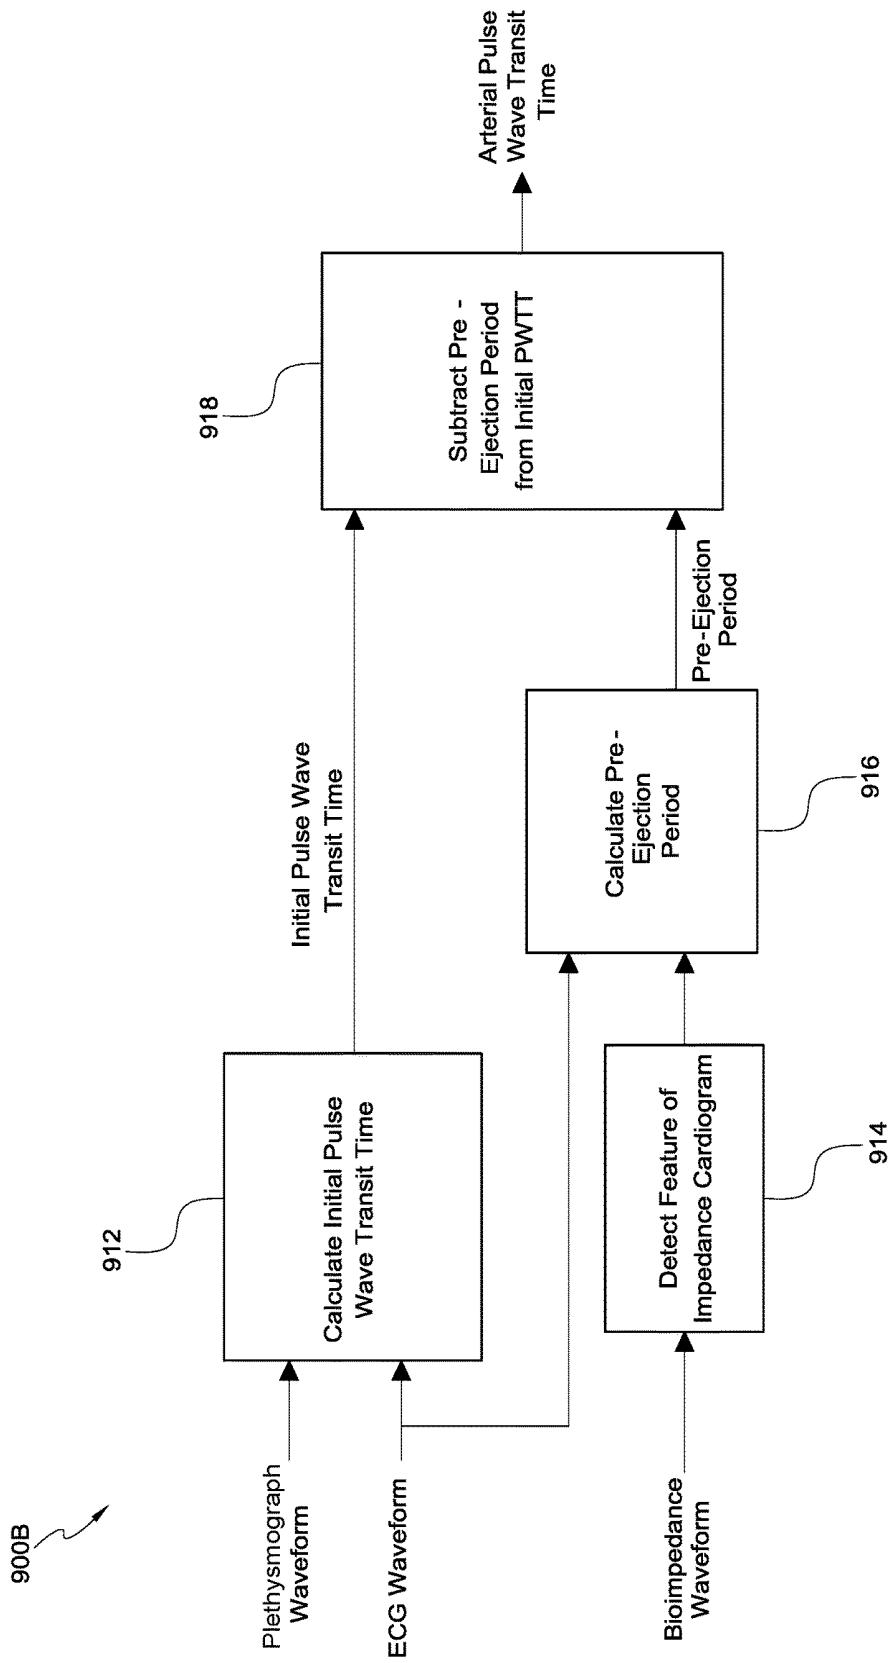 900B
Plethysmograph
Waveform
ECG Waveform
Bioimpedance
Waveform
912
Calculate Initial Pulse
Wave Transit Time
Detect Feature of
Impedance Cardiogram
914
Initial Pulse Wave
Transit Time
Calculate Pre-
Ejection
Period
916
Pre-Ejection
Period
918
Subtract Pre -
Ejection Period
from Initial PWTT
Arterial Pulse
Wave Transit
Time